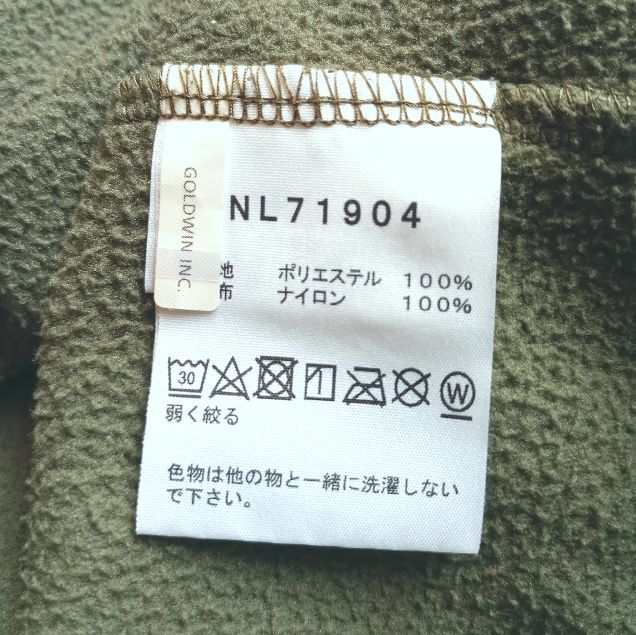 GOLDWIN INC.
NL71904
地 ポリエステル 100%
布 ナイロン 100%
30
W
弱く絞る
色物は他の物と一緒に洗濯しない
で下さい。